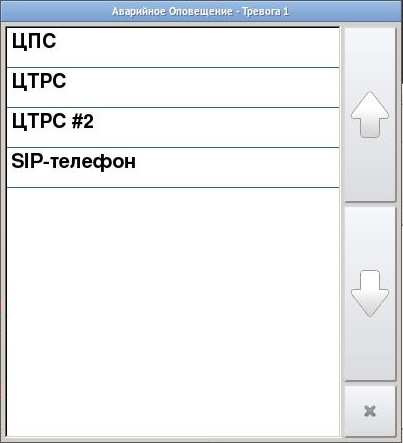 Аварийное Оповещение - Тревога 1
ЦПС
ЦТРС
ЦТРС #2
SIP-телефон